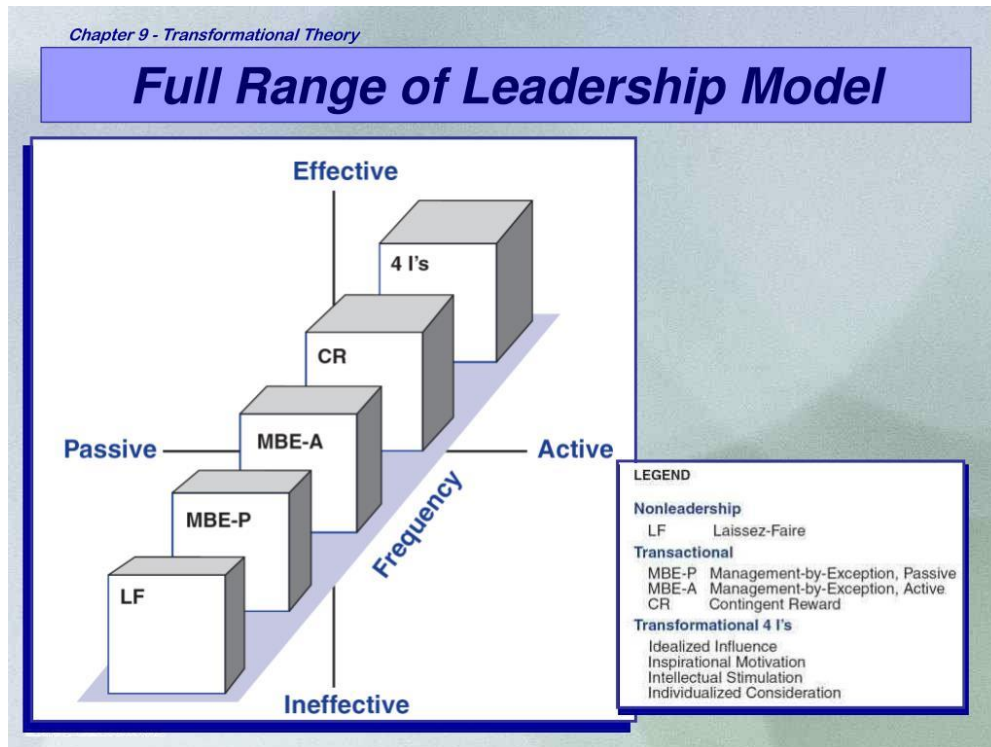 Chapter 9 - Transformational Theory
Full Range of Leadership Model
Effective
4 I's
CR
MBE-A
Passive
Active
MBE-P
Frequency
LF
Ineffective
LEGEND
Nonleadership
LF Laissez-Faire
Transactional
MBE-P Management-by-Exception, Passive
MBE-A Management-by-Exception, Active
CR Contingent Reward
Transformational 4 I's
Idealized Influence
Inspirational Motivation
Intellectual Stimulation
Individualized Consideration